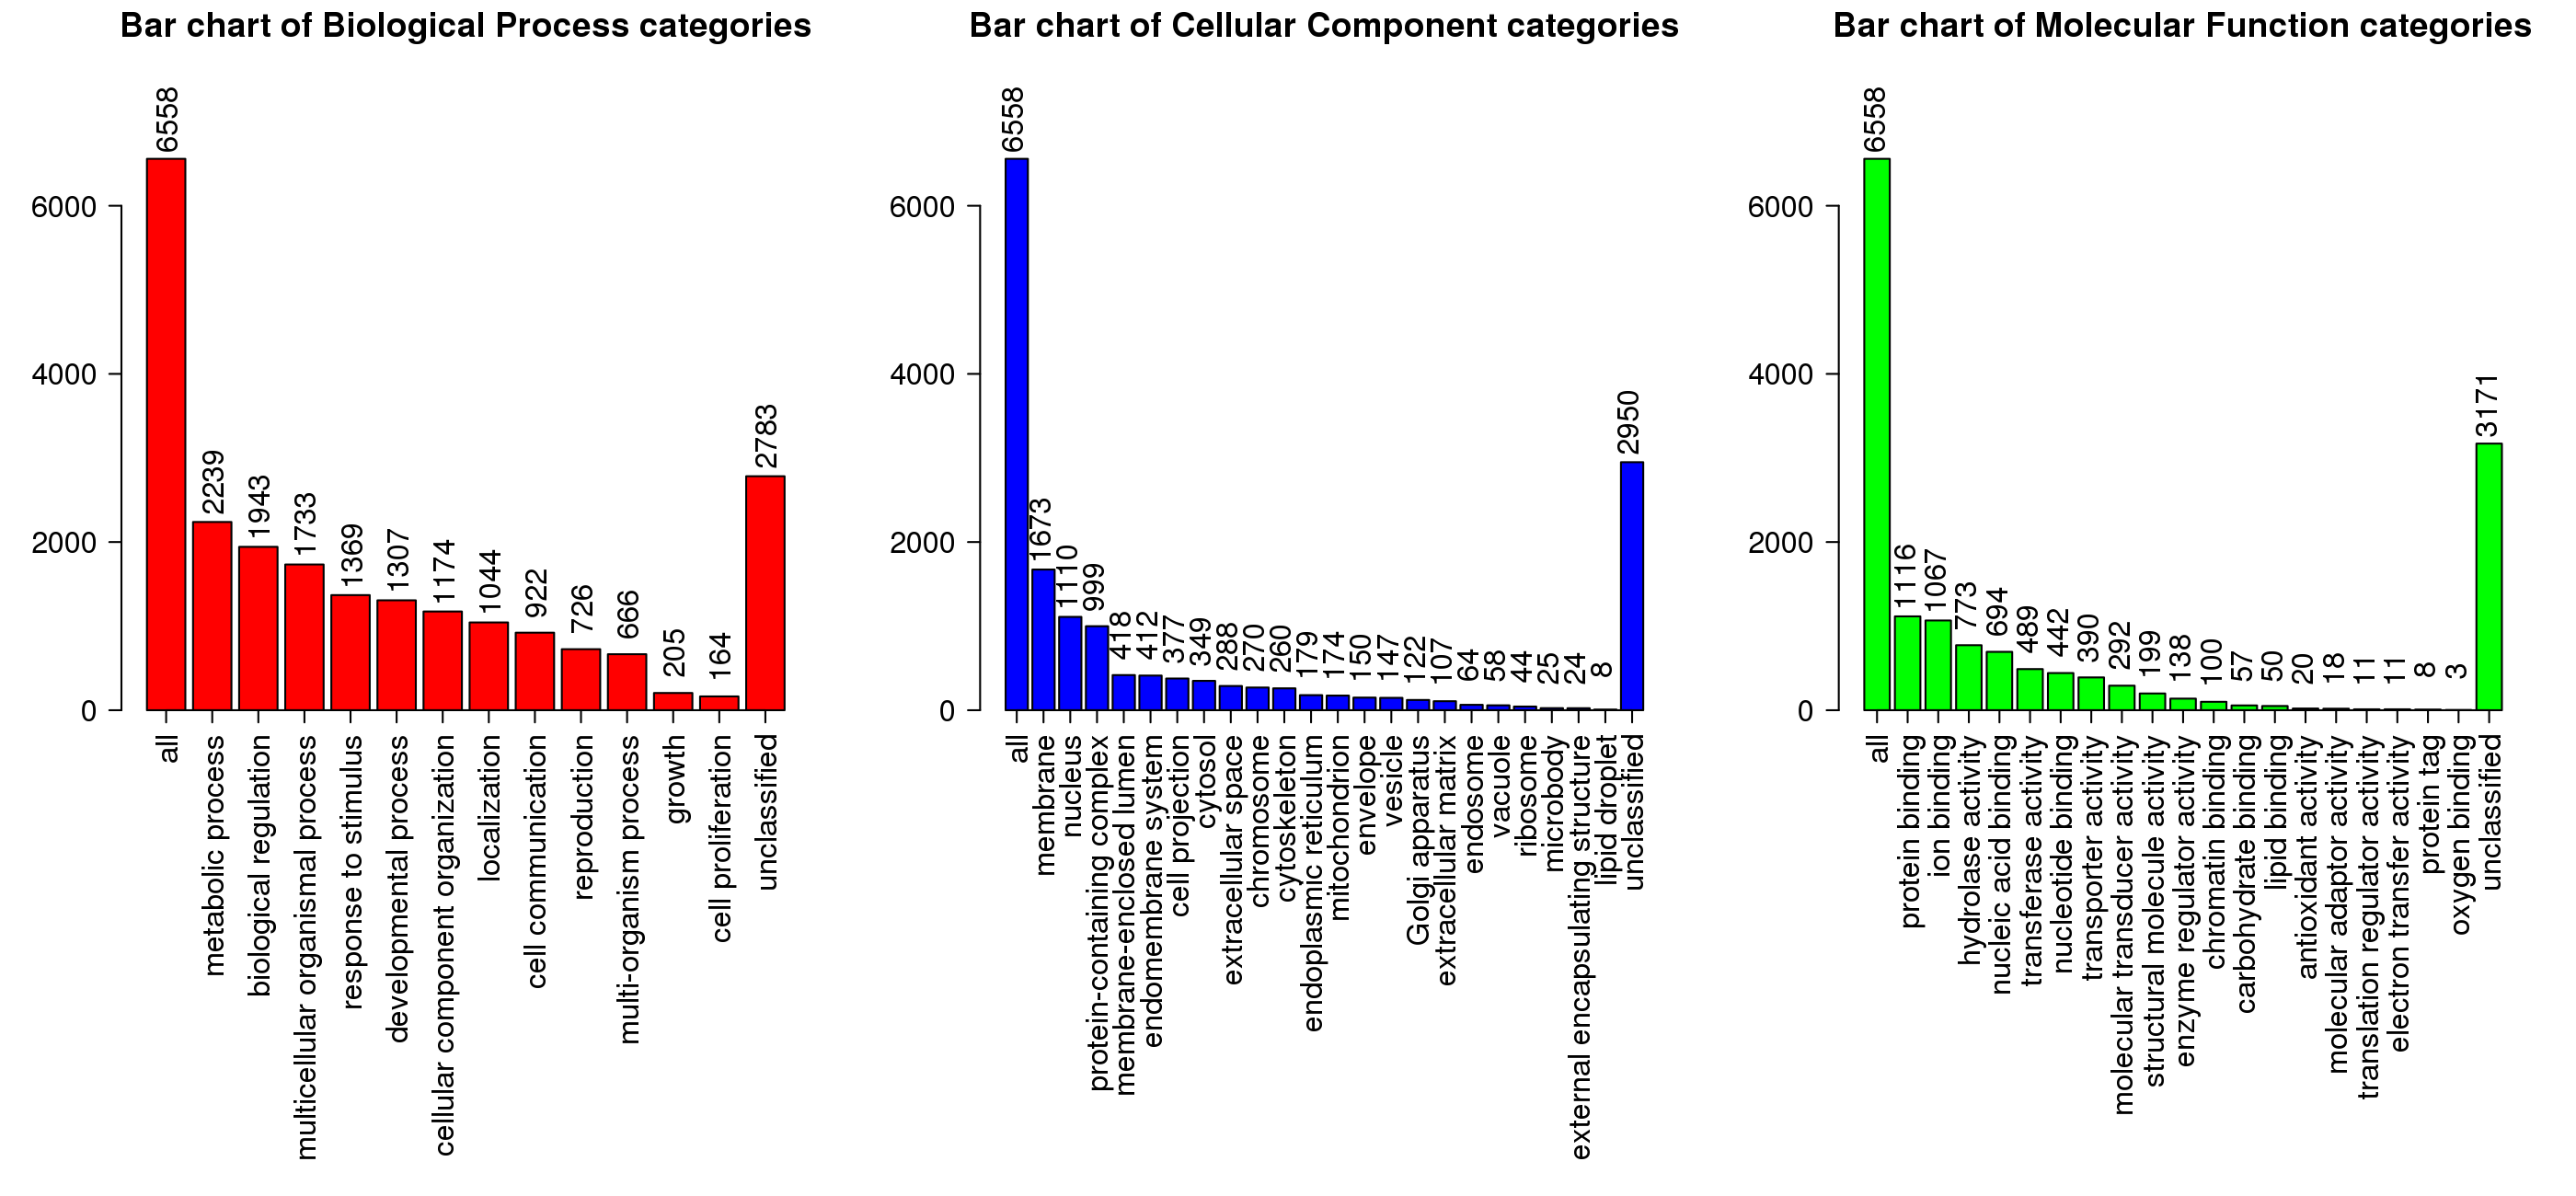 Bar chart of Biological Process categories
6558
2239
1943
1733
1369
1307
1174
1044
922
726
666
205
164
2783
6000
4000
2000
0
all
metabolic process
biological regulation
multicellular organismal process
response to stimulus
developmental process
cellular component organization
localization
cell communication
reproduction
multi-organism process
growth
cell proliferation
unclassified
Bar chart of Cellular Component categories
6558
1673
1110
999
418
412
377
349
288
270
260
179
174
150
147
122
107
64
58
44
25
24
8
2950
6000
4000
2000
0
all
membrane
nucleus
protein-containing complex
membrane-enclosed lumen
endomembrane system
cell projection
cytosol
extracellular space
chromosome
cytoskeleton
endoplasmic reticulum
mitochondrion
envelope
vesicle
Golgi apparatus
extracellular matrix
endosome
vacuole
ribosome
microbody
external encapsulating structure
lipid droplet
unclassified
Bar chart of Molecular Function categories
6558
1116
1067
773
694
489
442
390
292
199
138
100
57
50
20
18
11
11
8
3
3171
6000
4000
2000
0
all
protein binding
ion binding
hydrolase activity
nucleic acid binding
transferase activity
nucleotide binding
transporter activity
molecular transducer activity
structural molecule activity
enzyme regulator activity
chromatin binding
carbohydrate binding
lipid binding
antioxidant activity
molecular adaptor activity
translation regulator activity
electron transfer activity
protein tag
oxygen binding
unclassified